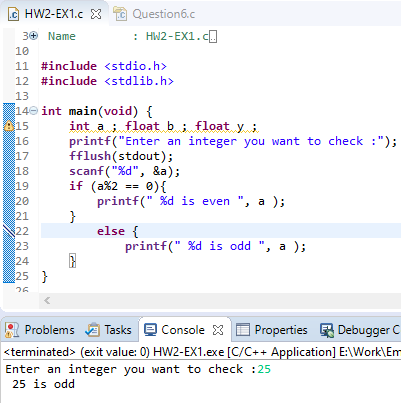 HW2-EX1.c Question6.c
3 Name : HW2-EX1.c
10
11 #include <stdio.h>
12 #include <stdlib.h>
13
14 int main(void) {
15 int a ; float b ; float y ;
16 printf("Enter an integer you want to check :");
17 fflush(stdout);
18 scanf("%d", &a);
19 if (a%2 == 0){
20 printf(" %d is even ", a );
21 }
22 else {
23 printf(" %d is odd ", a );
24 }
25 }
26
Problems Tasks Console Properties Debugger C
<terminated> (exit value: 0) HW2-EX1.exe [C/C++ Application] E:\Work\Em
Enter an integer you want to check :25
25 is odd